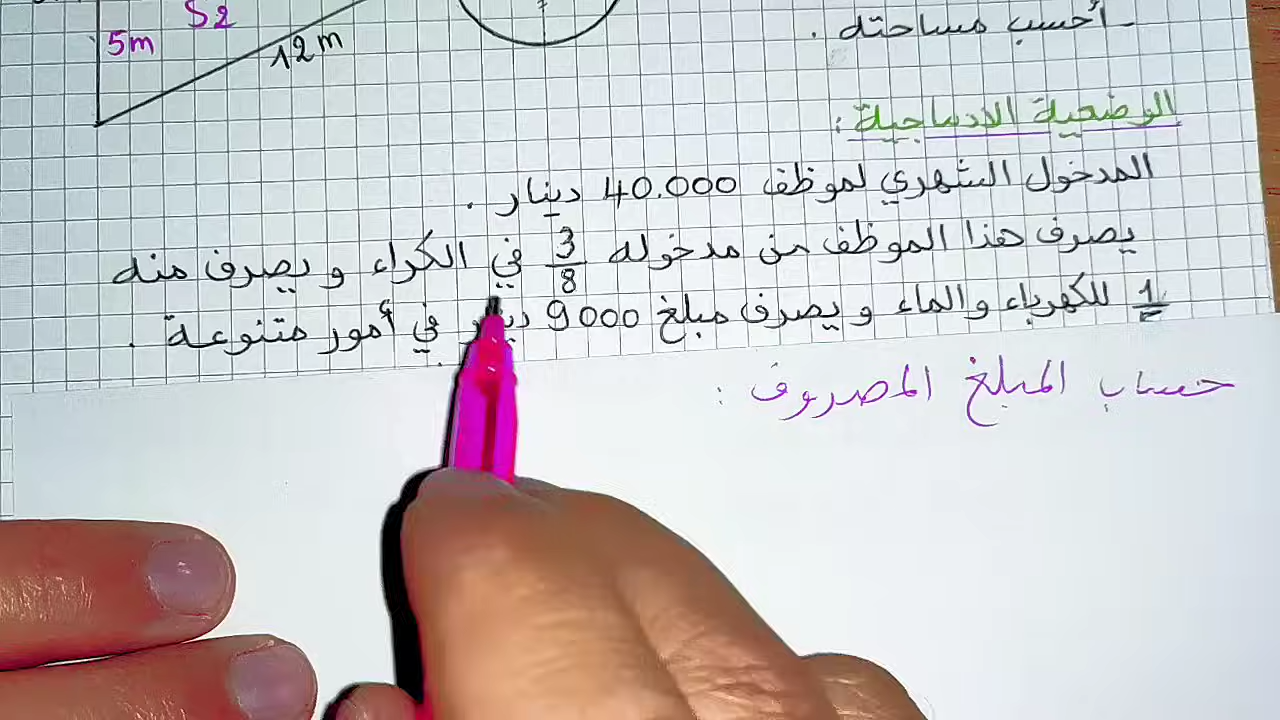 S2
5m
12m
- أحسب مساحته .
الوضعية الادماجية :
المدخول الشهري لموظف 40.000 دينار .
يصرف هذا الموظف من مدخوله 3/8 في الكراء و يصرف منه
1 للكهرباء والماء و يصرف مبلغ 9000 في أمور متنوعة .
حساب المبلغ المصروف :